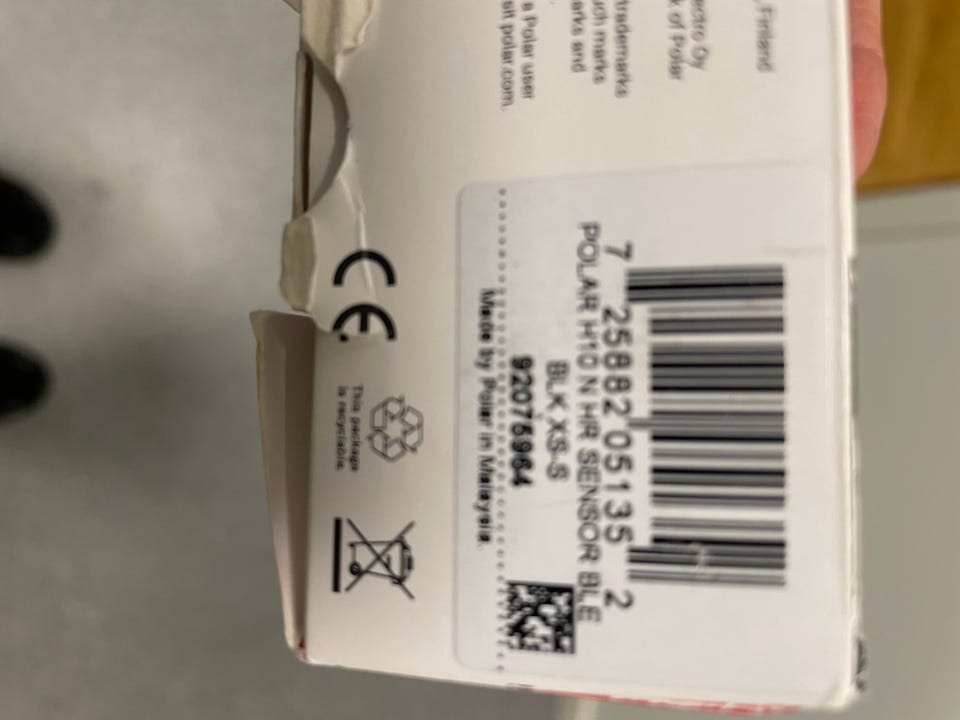 , Finland
ectro Oy
k of Polar
trademarks
uch marks
arks and
a Polar user
sit polar.com.
7 25882 05135 2
POLAR H10 N HR SENSOR BLE
BLK XS-S
92075964
Made by Polar in Malaysia.
CE
This package
is recyclable.